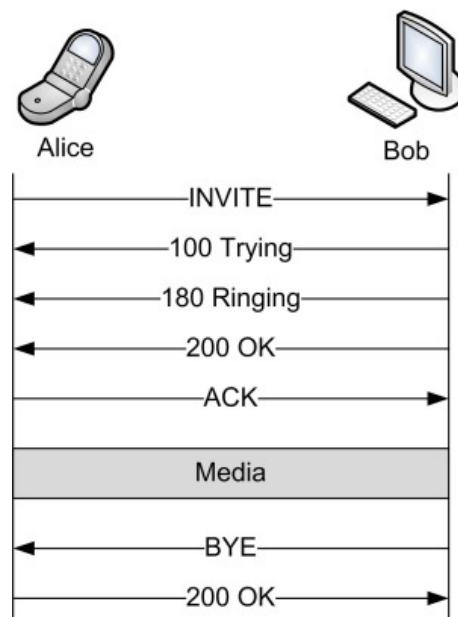 Alice
Bob
INVITE
100 Trying
180 Ringing
200 OK
ACK
Media
BYE
200 OK